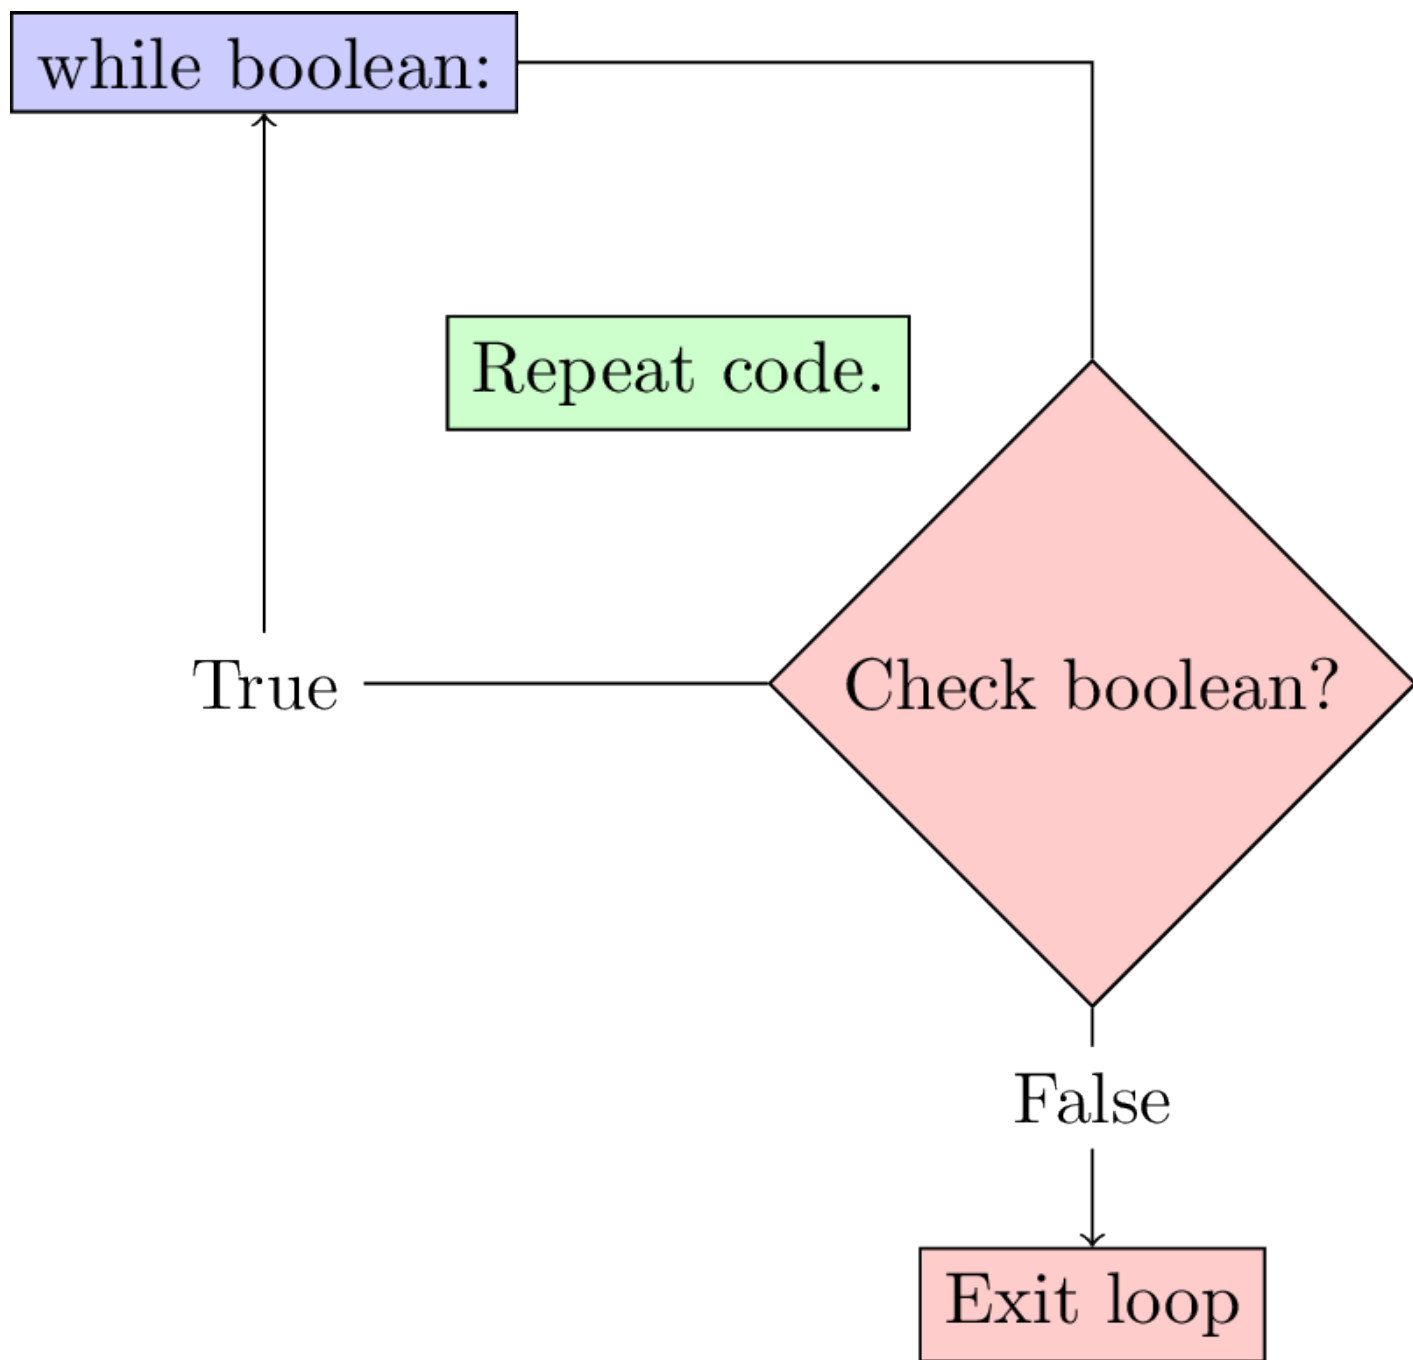 while boolean:
Repeat code.
True
Check boolean?
False
Exit loop